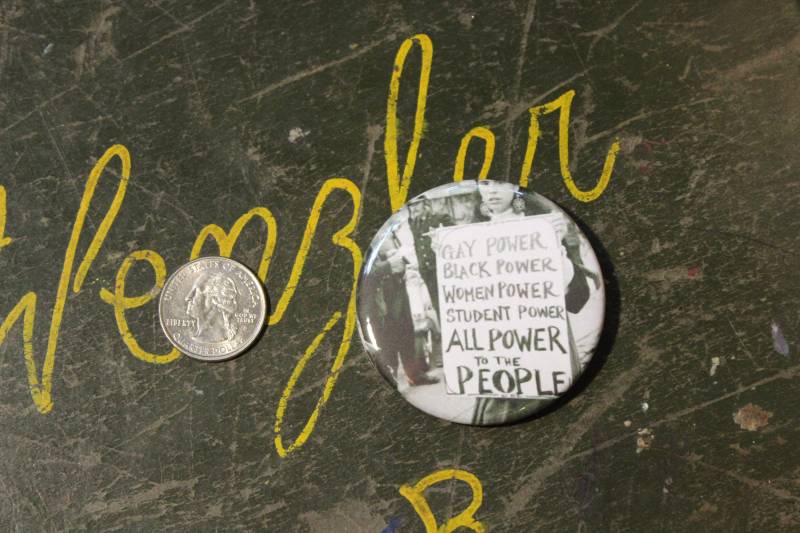 Wenzler
UNITED STATES OF AMERICA
LIBERTY
IN
GOD WE
TRUST
QUARTER DOLLAR
GAY POWER
BLACK POWER
WOMEN POWER
STUDENT POWER
ALL POWER
TO THE
PEOPLE
B